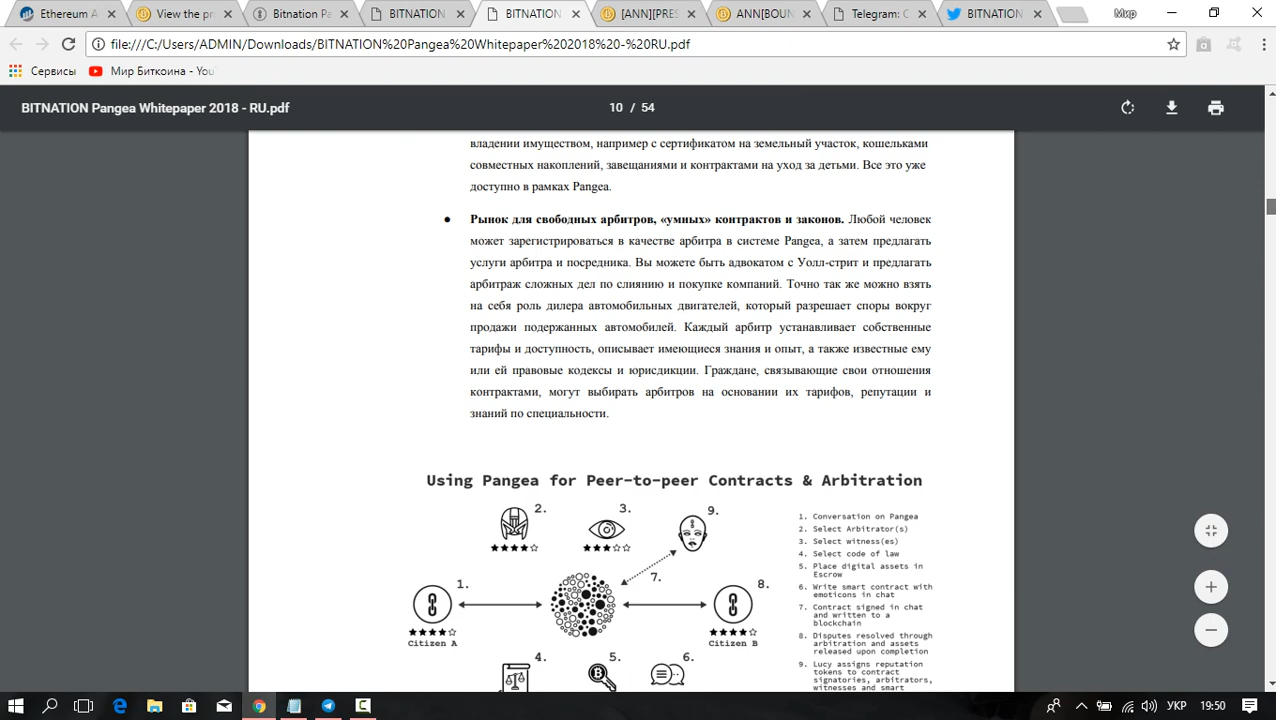 Ethereum A
View the pr
Bitnation Pa
BITNATION
BITNATION
[ANN][PRES
ANN[BOUN
Telegram: C
BITNATION
Мир
file:///C:/Users/ADMIN/Downloads/BITNATION%20Pangea%20Whitepaper%202018%20-%20RU.pdf
Сервисы
Мир Биткоина - You
BITNATION Pangea Whitepaper 2018 - RU.pdf
10 / 54
владении имуществом, например с сертификатом на земельный участок, кошельками
совместных накоплений, завещаниями и контрактами на уход за детьми. Все это уже
доступно в рамках Pangea.
● Рынок для свободных арбитров, «умных» контрактов и законов. Любой человек
может зарегистрироваться в качестве арбитра в системе Pangea, а затем предлагать
услуги арбитра и посредника. Вы можете быть адвокатом с Уолл-стрит и предлагать
арбитраж сложных дел по слиянию и покупке компаний. Точно так же можно взять
на себя роль дилера автомобильных двигателей, который разрешает споры вокруг
продажи подержанных автомобилей. Каждый арбитр устанавливает собственные
тарифы и доступность, описывает имеющиеся знания и опыт, а также известные ему
или ей правовые кодексы и юрисдикции. Граждане, связывающие свои отношения
контрактами, могут выбирать арбитров на основании их тарифов, репутации и
знаний по специальности.
Using Pangea for Peer-to-peer Contracts & Arbitration
2.
3.
9.
1.
7.
8.
Citizen A
Citizen B
4.
5.
6.
1. Conversation on Pangea
2. Select Arbitrator(s)
3. Select witness(es)
4. Select code of law
5. Place digital assets in
Escrow
6. Write smart contract with
emoticons in chat
7. Contract signed in chat
and written to a
blockchain
8. Disputes resolved through
arbitration and assets
released upon completion
9. Lucy assigns reputation
tokens to contract
signatories, arbitrators,
witnesses and smart
УКР
19:50